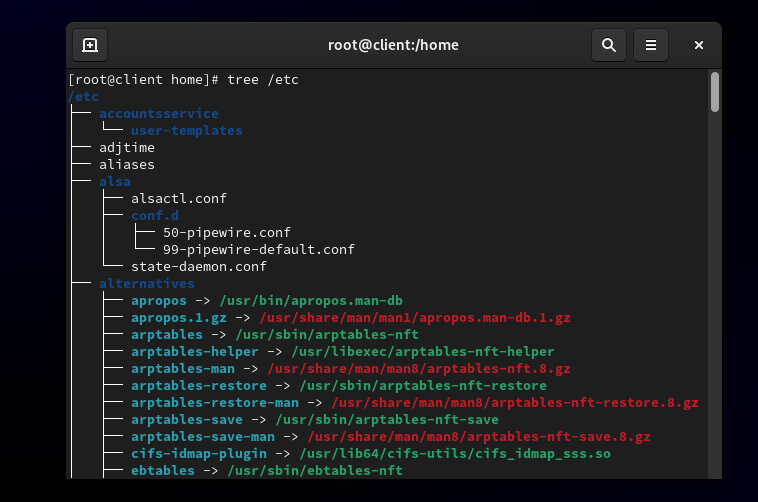 root@client:/home
[root@client home]# tree /etc
/etc
├── accountsservice
│   └── user-templates
├── adjtime
├── aliases
├── alsa
│   ├── alsactl.conf
│   ├── conf.d
│   │   ├── 50-pipewire.conf
│   │   └── 99-pipewire-default.conf
│   └── state-daemon.conf
├── alternatives
│   ├── apropos -> /usr/bin/apropos.man-db
│   ├── apropos.1.gz -> /usr/share/man/man1/apropos.man-db.1.gz
│   ├── arptables -> /usr/sbin/arptables-nft
│   ├── arptables-helper -> /usr/libexec/arptables-nft-helper
│   ├── arptables-man -> /usr/share/man/man8/arptables-nft.8.gz
│   ├── arptables-restore -> /usr/sbin/arptables-nft-restore
│   ├── arptables-restore-man -> /usr/share/man/man8/arptables-nft-restore.8.gz
│   ├── arptables-save -> /usr/sbin/arptables-nft-save
│   ├── arptables-save-man -> /usr/share/man/man8/arptables-nft-save.8.gz
│   ├── cifs-idmap-plugin -> /usr/lib64/cifs-utils/cifs_idmap_sss.so
│   ├── ebtables -> /usr/sbin/ebtables-nft